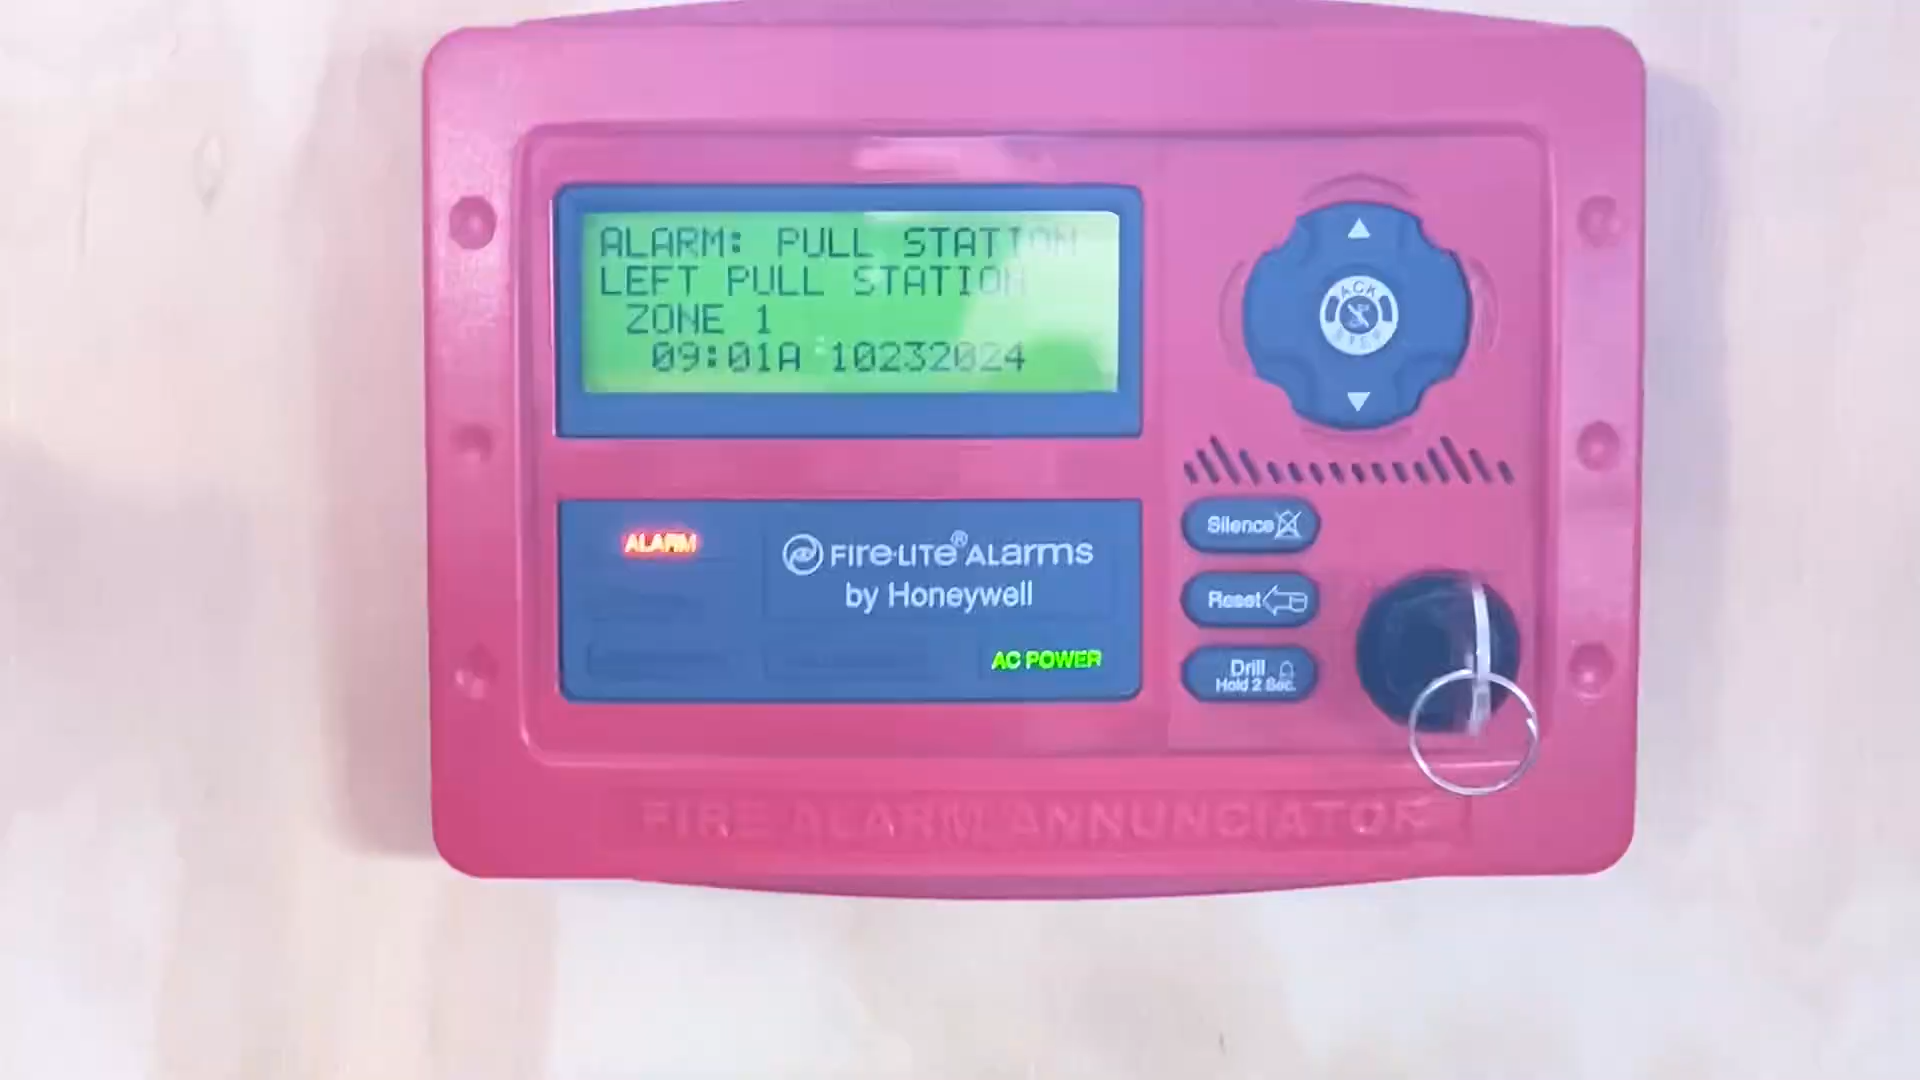 ALARM: PULL STATION
LEFT PULL STATION
ZONE 1
09:01A 10232024
ACK
STEP
ALARM
FIRE·LITE® ALARMS
by Honeywell
AC POWER
Silence
Reset
Drill
Hold 2 Sec.
FIRE ALARM ANNUNCIATOR